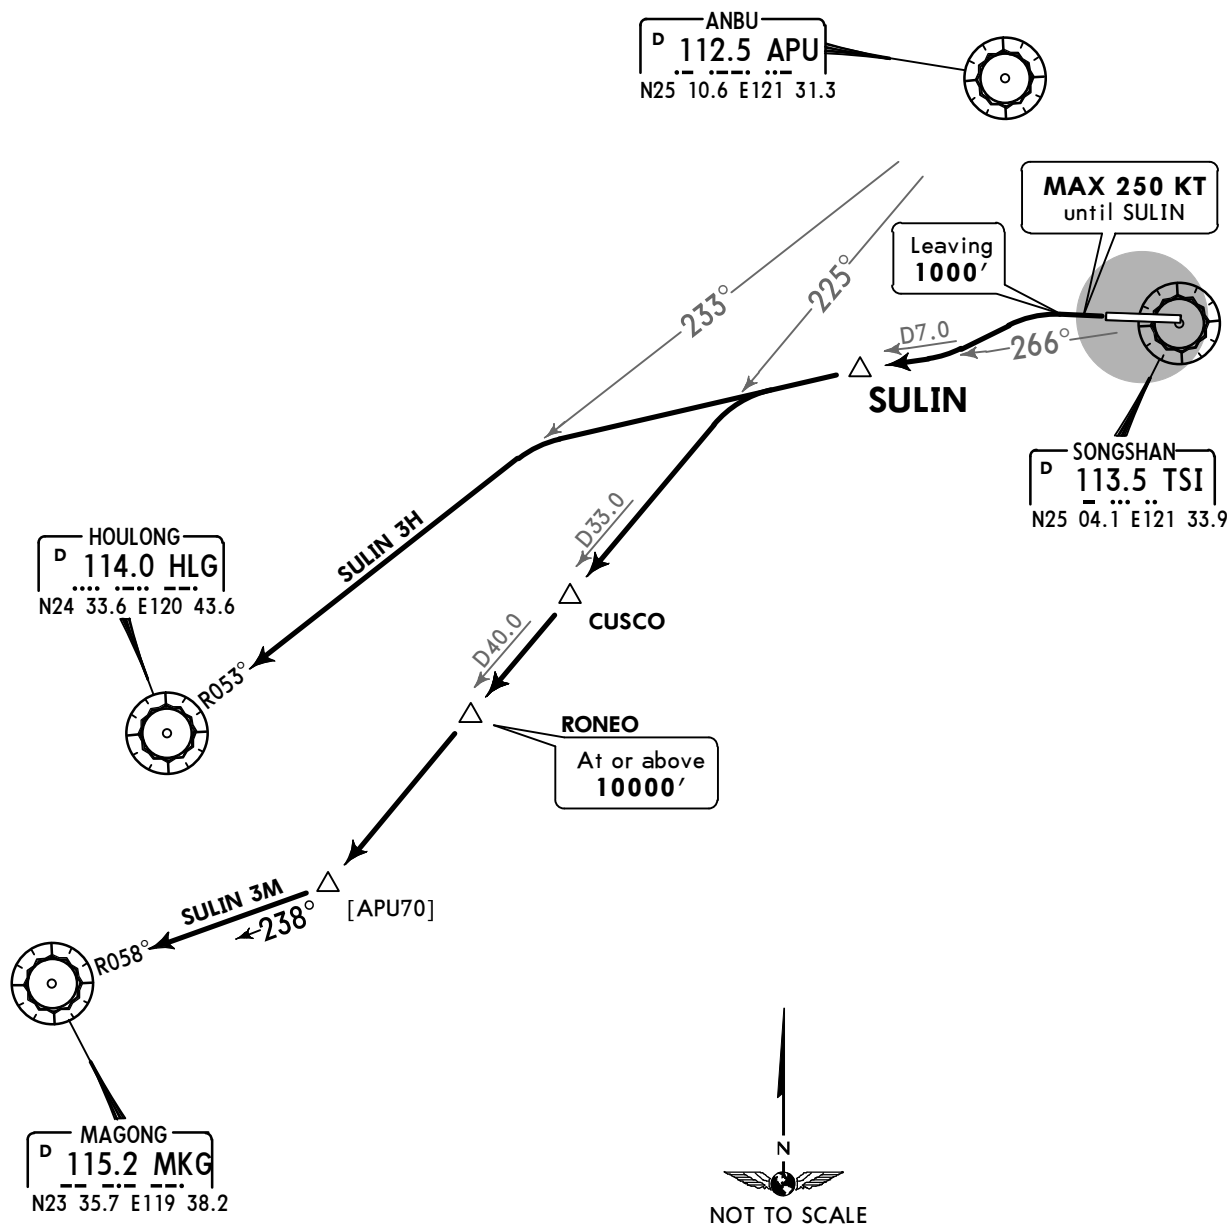 ANBU
D 112.5 APU
N25 10.6 E121 31.3
MAX 250 KT
until SULIN
Leaving
1000′
233°
225°
D7.0
266°
SULIN
SONGSHAN
D 113.5 TSI
N25 04.1 E121 33.9
HOULONG
D 114.0 HLG
N24 33.6 E120 43.6
SULIN 3H
D33.0
CUSCO
R053°
D40.0
RONEO
At or above
10000′
SULIN 3M
238°
[APU70]
R058°
MAGONG
D 115.2 MKG
N23 35.7 E119 38.2
N
NOT TO SCALE